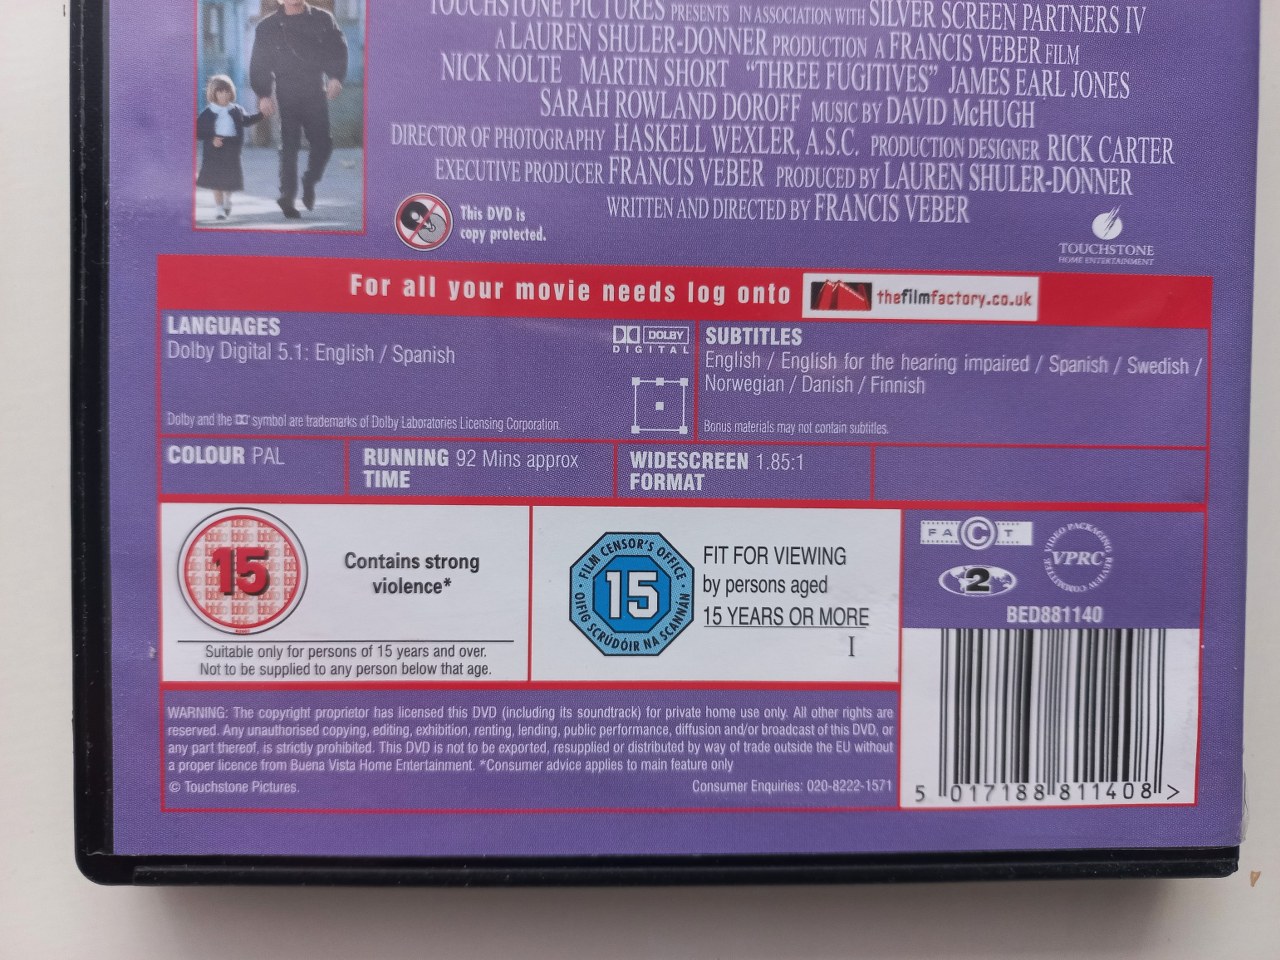 TOUCHSTONE PICTURES PRESENTS IN ASSOCIATION WITH SILVER SCREEN PARTNERS IV
A LAUREN SHULER-DONNER PRODUCTION A FRANCIS VEBER FILM
NICK NOLTE MARTIN SHORT "THREE FUGITIVES" JAMES EARL JONES
SARAH ROWLAND DOROFF MUSIC BY DAVID McHUGH
DIRECTOR OF PHOTOGRAPHY HASKELL WEXLER, A.S.C. PRODUCTION DESIGNER RICK CARTER
EXECUTIVE PRODUCER FRANCIS VEBER PRODUCED BY LAUREN SHULER-DONNER
WRITTEN AND DIRECTED BY FRANCIS VEBER
This DVD is
copy protected.
TOUCHSTONE
HOME ENTERTAINMENT
For all your movie needs log onto thefilmfactory.co.uk
LANGUAGES
Dolby Digital 5.1: English / Spanish
DOLBY
DIGITAL
Dolby and the symbol are trademarks of Dolby Laboratories Licensing Corporation.
SUBTITLES
English / English for the hearing impaired / Spanish / Swedish /
Norwegian / Danish / Finnish
Bonus materials may not contain subtitles.
COLOUR PAL
RUNNING 92 Mins approx
TIME
WIDESCREEN 1.85:1
FORMAT
15
Contains strong
violence*
Suitable only for persons of 15 years and over.
Not to be supplied to any person below that age.
FILM CENSOR'S OFFICE
15
OIFIG SCRÚDÓIR NA SCANNÁN
FIT FOR VIEWING
by persons aged
15 YEARS OR MORE
I
FACT
2
VIDEO PACKAGING
VPRC
REVIEW COMMITTEE
BED881140
WARNING: The copyright proprietor has licensed this DVD (including its soundtrack) for private home use only. All other rights are
reserved. Any unauthorised copying, editing, exhibition, renting, lending, public performance, diffusion and/or broadcast of this DVD, or
any part thereof, is strictly prohibited. This DVD is not to be exported, resupplied or distributed by way of trade outside the EU without
a proper licence from Buena Vista Home Entertainment. *Consumer advice applies to main feature only
© Touchstone Pictures.
Consumer Enquiries: 020-8222-1571
5 017188 811408 >